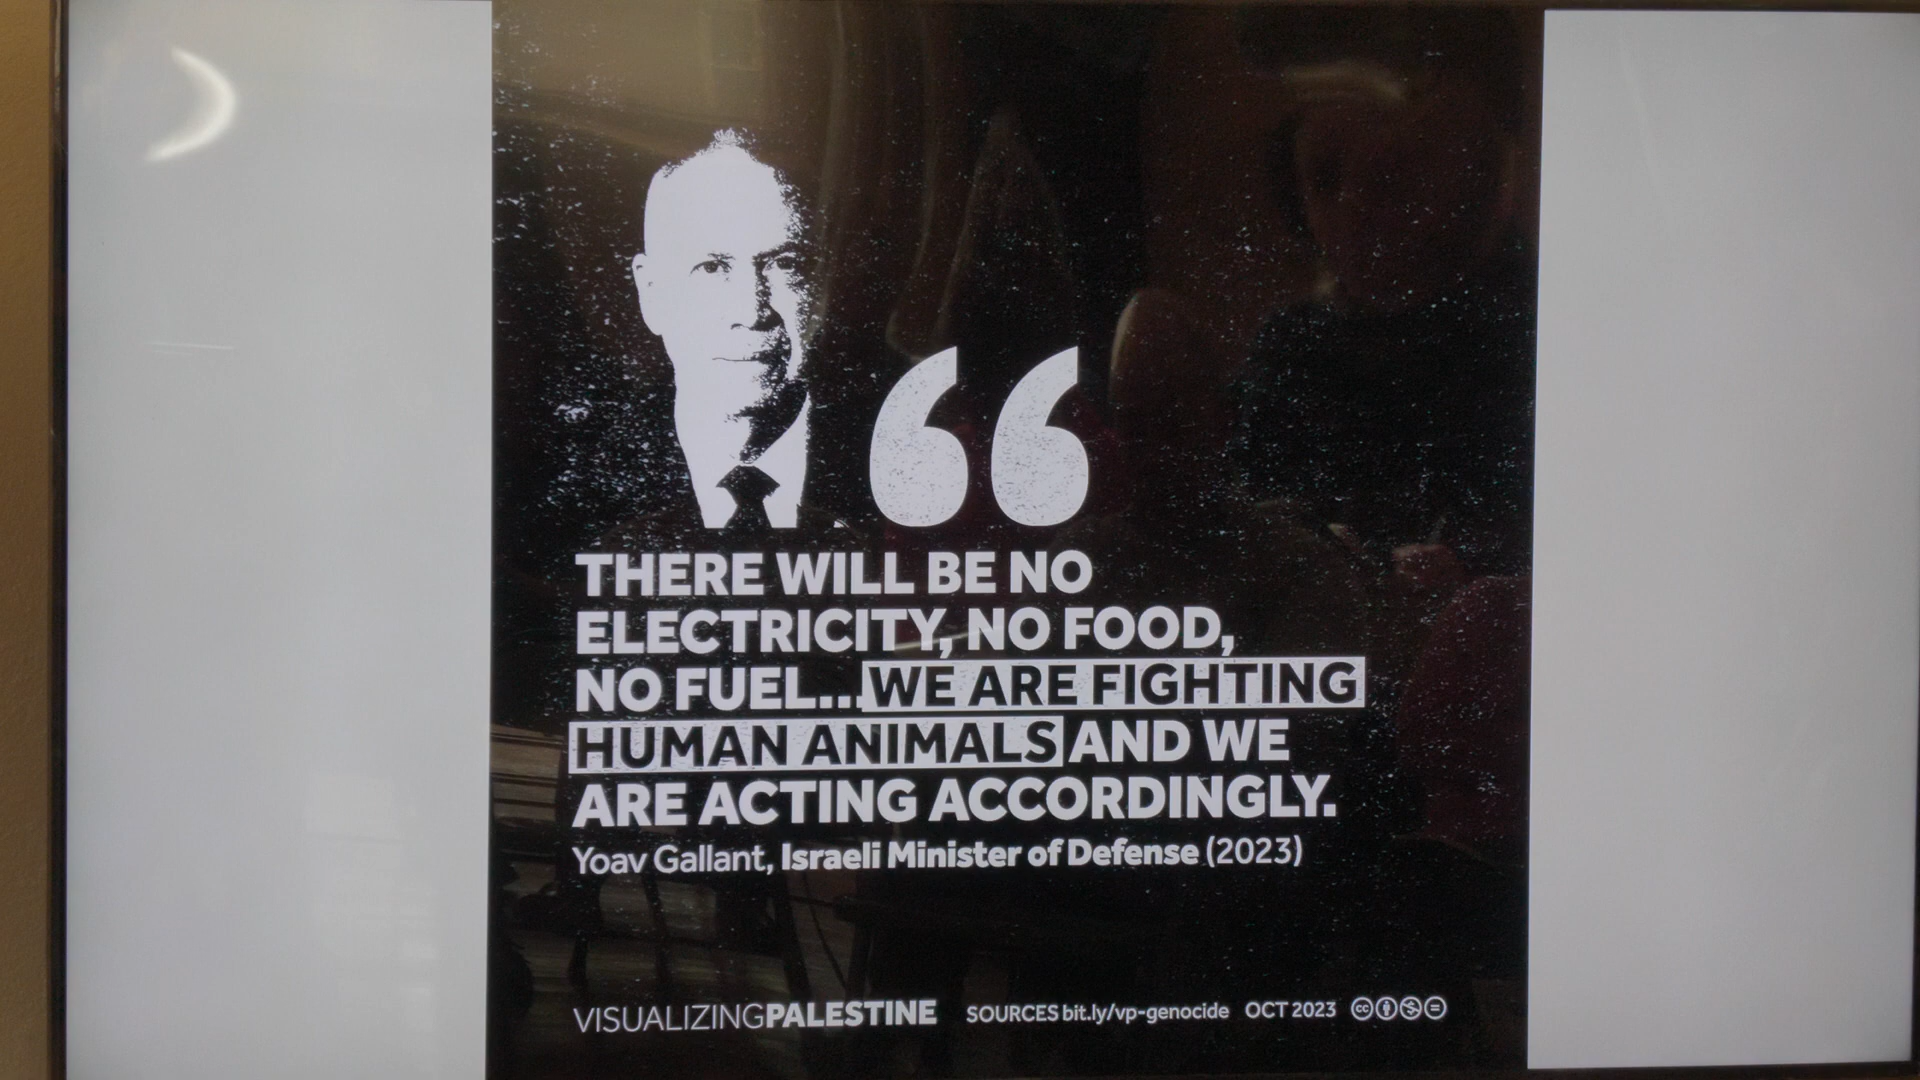 THERE WILL BE NO
ELECTRICITY, NO FOOD,
NO FUEL...WE ARE FIGHTING
HUMAN ANIMALS AND WE
ARE ACTING ACCORDINGLY.
Yoav Gallant, Israeli Minister of Defense (2023)
VISUALIZINGPALESTINE SOURCES bit.ly/vp-genocide OCT 2023 cc